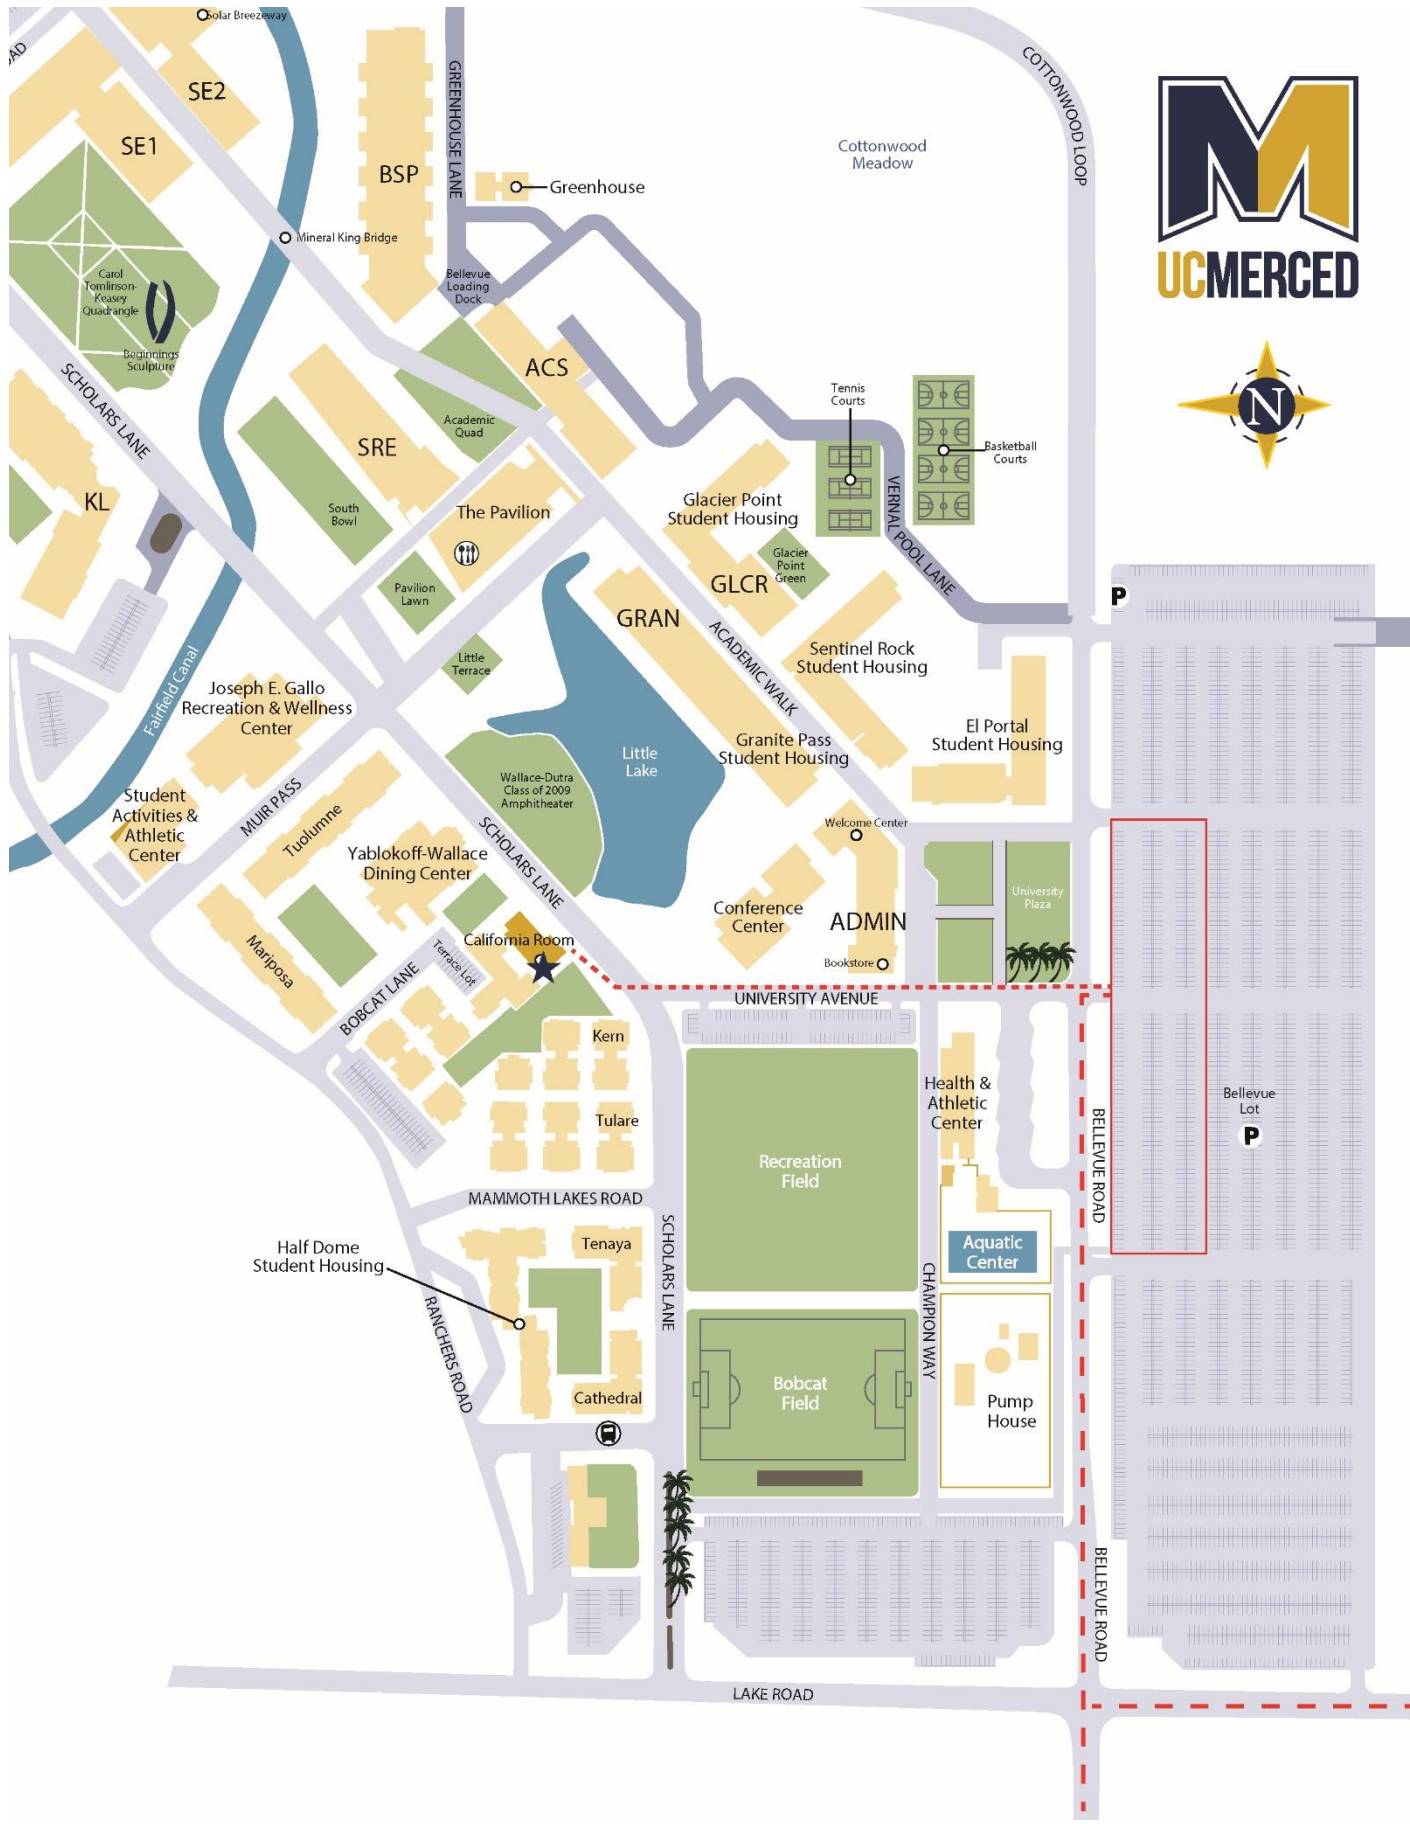 Solar Breezeway
OAD
SE2
SE1
BSP
GREENHOUSE LANE
Greenhouse
COTTONWOOD LOOP
Cottonwood
Meadow
M
UCMERCED
N
Mineral King Bridge
Carol
Tomlinson-
Keasey
Quadrangle
Beginnings
Sculpture
Bellevue
Loading
Dock
SCHOLARS LANE
ACS
Academic
Quad
SRE
South
Bowl
The Pavilion
Pavilion
Lawn
Little
Terrace
KL
Tennis
Courts
Basketball
Courts
VERNAL POOL LANE
Glacier Point
Student Housing
Glacier
Point
Green
GLCR
GRAN
ACADEMIC WALK
Sentinel Rock
Student Housing
El Portal
Student Housing
Granite Pass
Student Housing
P
Fairfield Canal
Joseph E. Gallo
Recreation & Wellness
Center
Student
Activities &
Athletic
Center
MUIR PASS
Tuolumne
Mariposa
Yablokoff-Wallace
Dining Center
Wallace-Dutra
Class of 2009
Amphitheater
Little
Lake
SCHOLARS LANE
Welcome Center
Conference
Center
ADMIN
Bookstore
University
Plaza
California Room
Terrace Lot
BOBCAT LANE
UNIVERSITY AVENUE
Kern
Tulare
Health &
Athletic
Center
BELLEVUE ROAD
Bellevue
Lot
P
Recreation
Field
MAMMOTH LAKES ROAD
Half Dome
Student Housing
Tenaya
SCHOLARS LANE
Aquatic
Center
CHAMPION WAY
RANCHERS ROAD
Cathedral
Bobcat
Field
Pump
House
BELLEVUE ROAD
LAKE ROAD